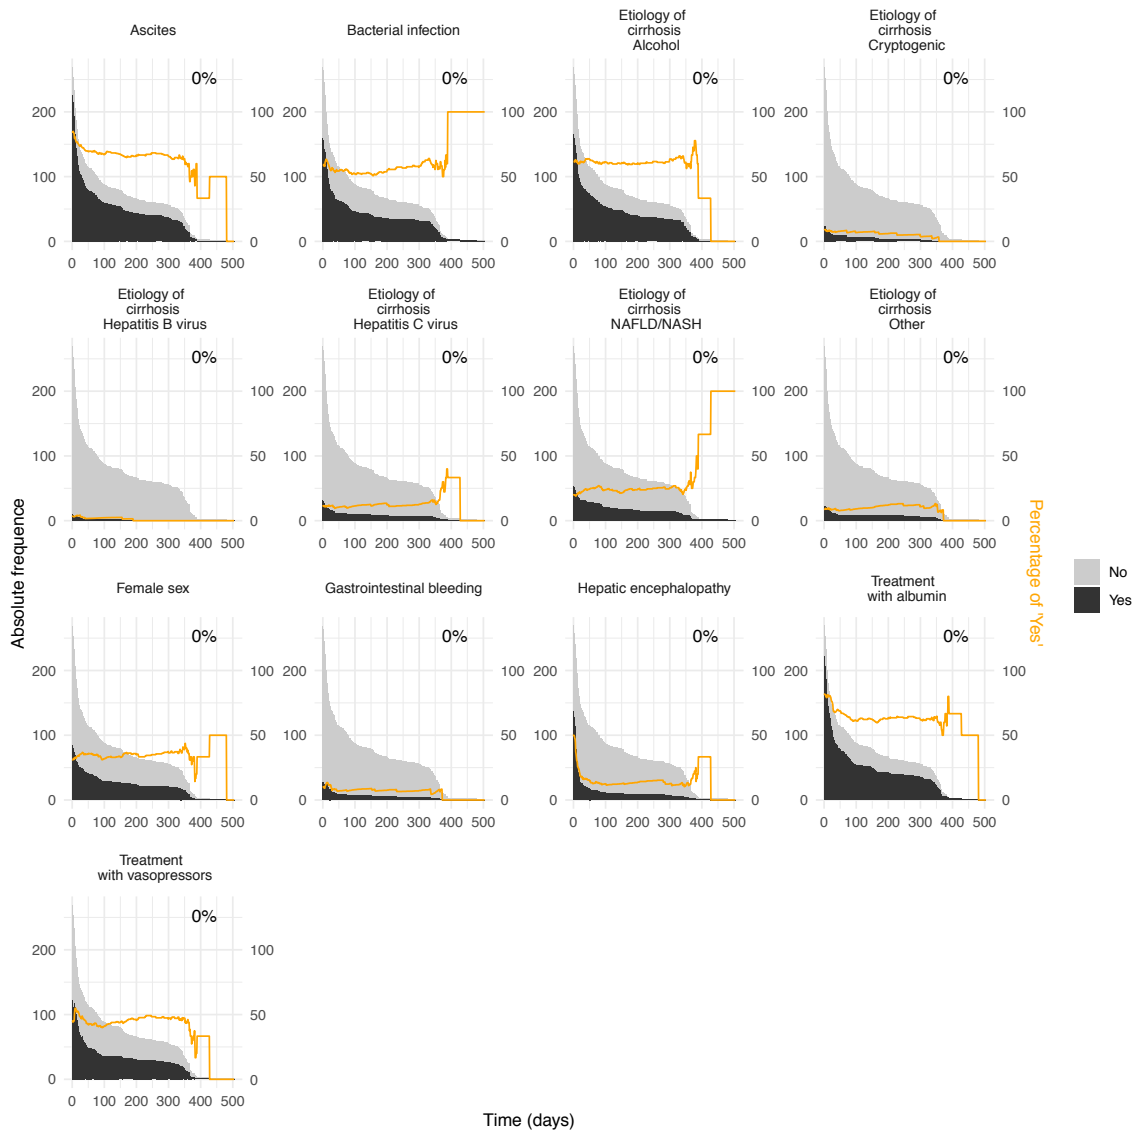 Ascites
Bacterial infection
Etiology of
cirrhosis
Alcohol
Etiology of
cirrhosis
Cryptogenic
0%
0%
0%
0%
200
100
0
100
50
0
200
100
0
100
50
0
200
100
0
100
50
0
200
100
0
100
50
0
0 100 200 300 400 500
0 100 200 300 400 500
0 100 200 300 400 500
0 100 200 300 400 500
Etiology of
cirrhosis
Hepatitis B virus
Etiology of
cirrhosis
Hepatitis C virus
Etiology of
cirrhosis
NAFLD/NASH
Etiology of
cirrhosis
Other
0%
0%
0%
0%
200
100
0
100
50
0
200
100
0
100
50
0
200
100
0
100
50
0
200
100
0
100
50
0
0 100 200 300 400 500
0 100 200 300 400 500
0 100 200 300 400 500
0 100 200 300 400 500
Female sex
Gastrointestinal bleeding
Hepatic encephalopathy
Treatment
with albumin
0%
0%
0%
0%
200
100
0
100
50
0
200
100
0
100
50
0
200
100
0
100
50
0
200
100
0
100
50
0
0 100 200 300 400 500
0 100 200 300 400 500
0 100 200 300 400 500
0 100 200 300 400 500
Treatment
with vasopressors
0%
200
100
0
100
50
0
0 100 200 300 400 500
Absolute frequence
Time (days)
Percentage of 'Yes'
No
Yes